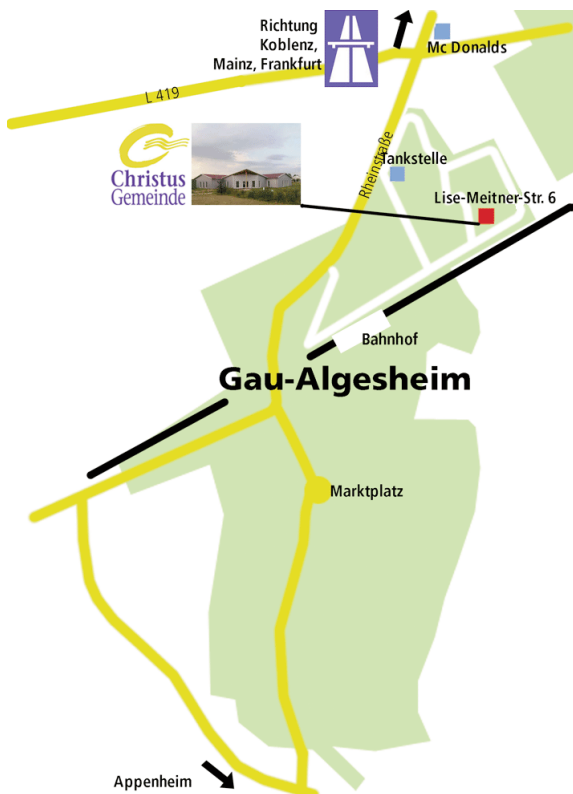 Richtung
Koblenz,
Mainz, Frankfurt
Mc Donalds
L 419
Rheinstraße
Tankstelle
Christus
Gemeinde
Lise-Meitner-Str. 6
Bahnhof
Gau-Algesheim
Marktplatz
Appenheim